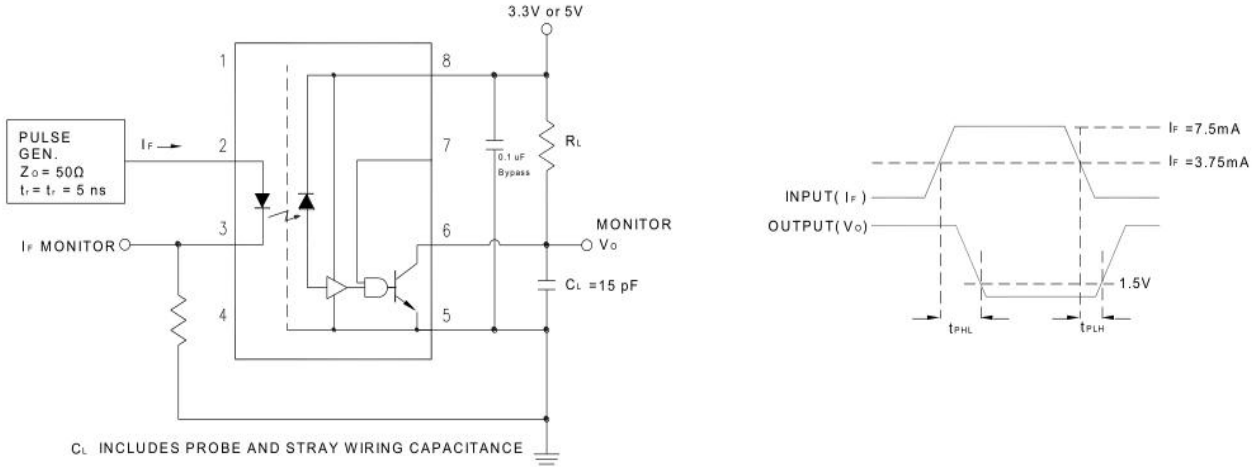 3.3V or 5V
1
8
PULSE
GEN.
Zo = 50Ω
tr = tr = 5 ns
IF
2
7
0.1 uF
Bypass
RL
3
6
IF MONITOR
MONITOR
Vo
CL =15 pF
4
5
CL INCLUDES PROBE AND STRAY WIRING CAPACITANCE
IF =7.5mA
IF =3.75mA
INPUT( IF )
OUTPUT( Vo )
1.5V
tPHL
tPLH